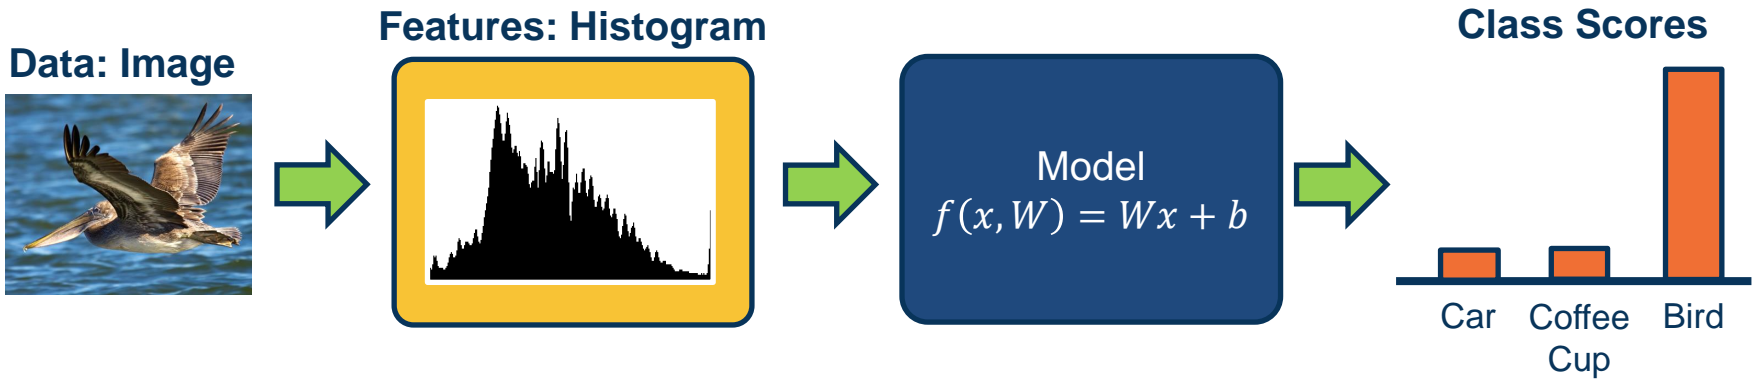 Data: Image
Features: Histogram
Model
f(x, W) = Wx + b
Class Scores
Car
Coffee
Cup
Bird